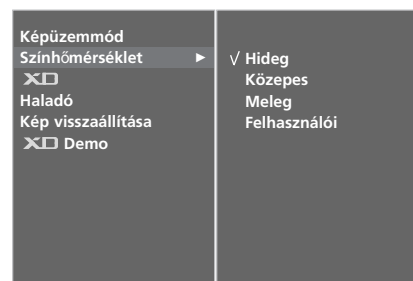 Képüzemmód
Színhőmérséklet ►
XD
Haladó
Kép visszaállítása
XD Demo
√ Hideg
Közepes
Meleg
Felhasználói